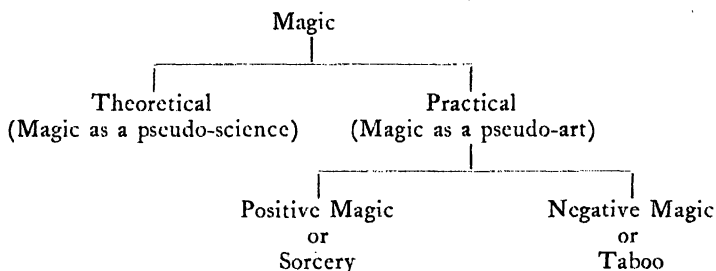 Magic
Theoretical
(Magic as a pseudo-science)
Practical
(Magic as a pseudo-art)
Positive Magic
or
Sorcery
Negative Magic
or
Taboo